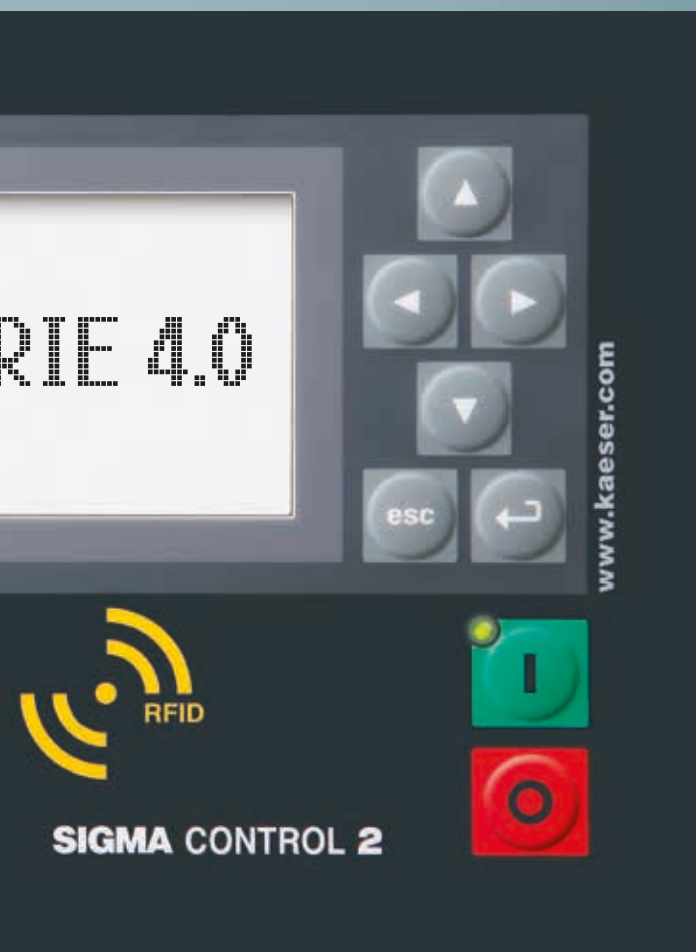 RIE 4.0
esc
www.kaeser.com
RFID
I
O
SIGMA CONTROL 2